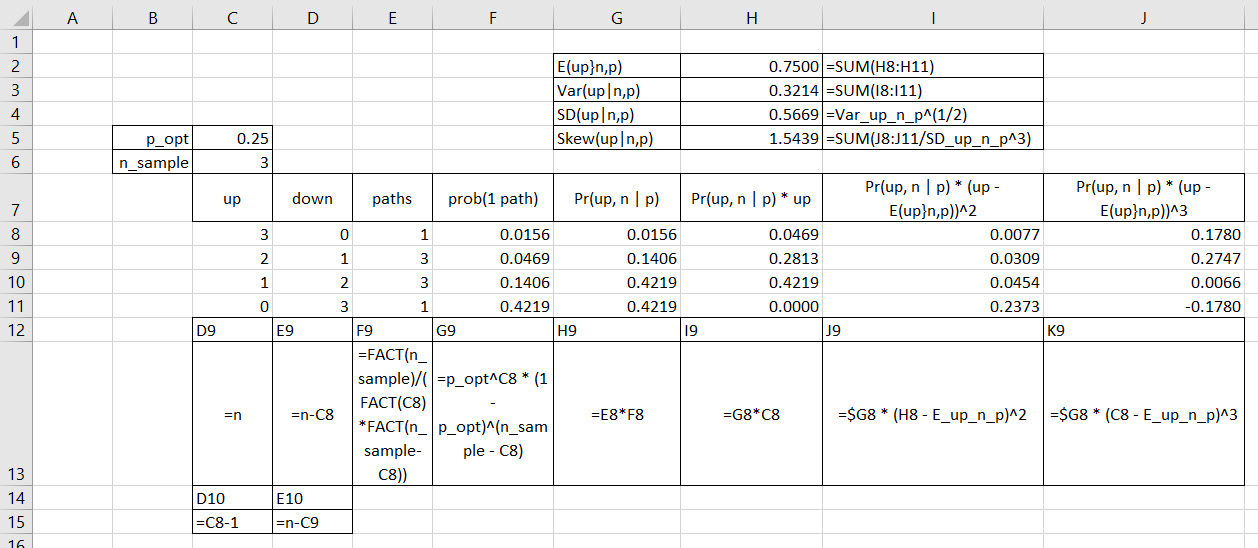 A B C D E F G H I J
1
2 E(up}n,p) 0.7500 =SUM(H8:H11)
3 Var(up|n,p) 0.3214 =SUM(I8:I11)
4 SD(up|n,p) 0.5669 =Var_up_n_p^(1/2)
5 p_opt 0.25 Skew(up|n,p) 1.5439 =SUM(J8:J11/SD_up_n_p^3)
6 n_sample 3
7 up down paths prob(1 path) Pr(up, n | p) Pr(up, n | p) * up
Pr(up, n | p) * (up -
E(up}n,p))^2
Pr(up, n | p) * (up -
E(up}n,p))^3
8 3 0 1 0.0156 0.0156 0.0469 0.0077 0.1780
9 2 1 3 0.0469 0.1406 0.2813 0.0309 0.2747
10 1 2 3 0.1406 0.4219 0.4219 0.0454 0.0066
11 0 3 1 0.4219 0.4219 0.0000 0.2373 -0.1780
12 D9 E9 F9 G9 H9 I9 J9 K9
13 =n =n-C8
=FACT(n_
sample)/(
FACT(C8)
*FACT(n_
sample-
C8))
=p_opt^C8 * (1
-
p_opt)^(n_sam
ple - C8)
=E8*F8 =G8*C8 =$G8 * (H8 - E_up_n_p)^2 =$G8 * (C8 - E_up_n_p)^3
14 D10 E10
15 =C8-1 =n-C9
16